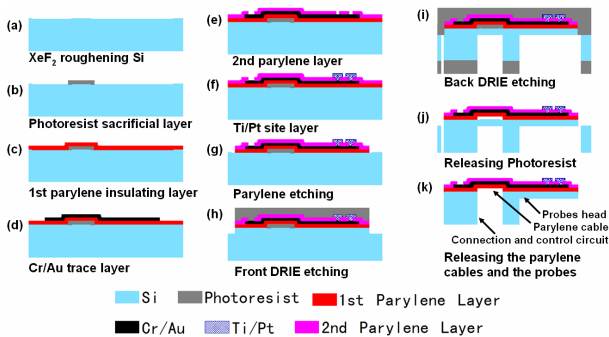 (a)
XeF2 roughening Si
(b)
Photoresist sacrificial layer
(c)
1st parylene insulating layer
(d)
Cr/Au trace layer
(e)
2nd parylene layer
(f)
Ti/Pt site layer
(g)
Parylene etching
(h)
Front DRIE etching
(i)
Back DRIE etching
(j)
Releasing Photoresist
(k)
Probes head
Parylene cable
Connection and control circuit
Releasing the parylene
cables and the probes
Si
Photoresist
1st Parylene Layer
Cr/Au
Ti/Pt
2nd Parylene Layer